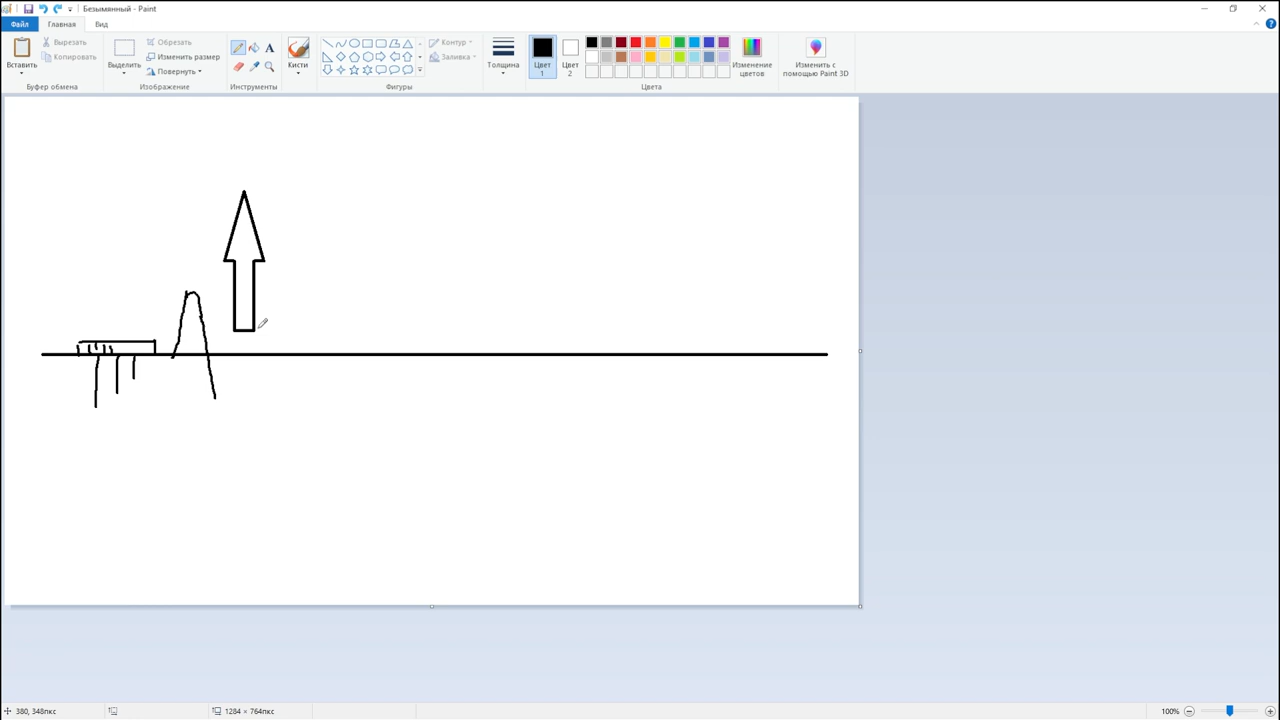 Безымянный - Paint
Файл
Главная
Вид
Вставить
Вырезать
Копировать
Буфер обмена
Выделить
Обрезать
Изменить размер
Повернуть
Изображение
A
Инструменты
Кисти
Контур
Заливка
Фигуры
Толщина
Цвет
1
Цвет
2
Цвета
Изменение
цветов
Изменить с
помощью Paint 3D
380, 348пкс
1284 × 764пкс
100%